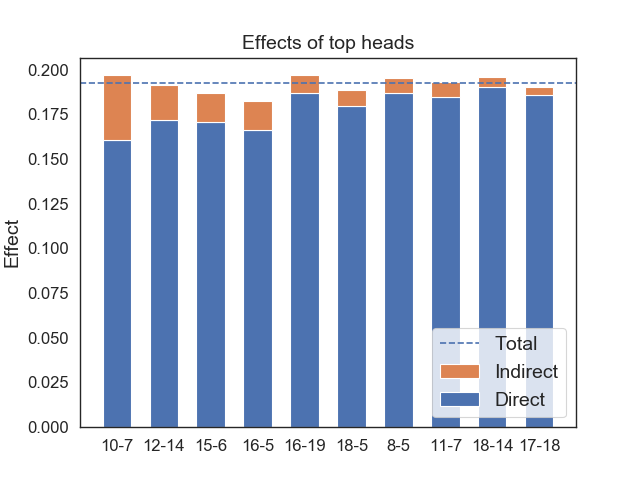 Effects of top heads
Effect
0.200
0.175
0.150
0.125
0.100
0.075
0.050
0.025
0.000
Total
Indirect
Direct
10-7 12-14 15-6 16-5 16-19 18-5 8-5 11-7 18-14 17-18